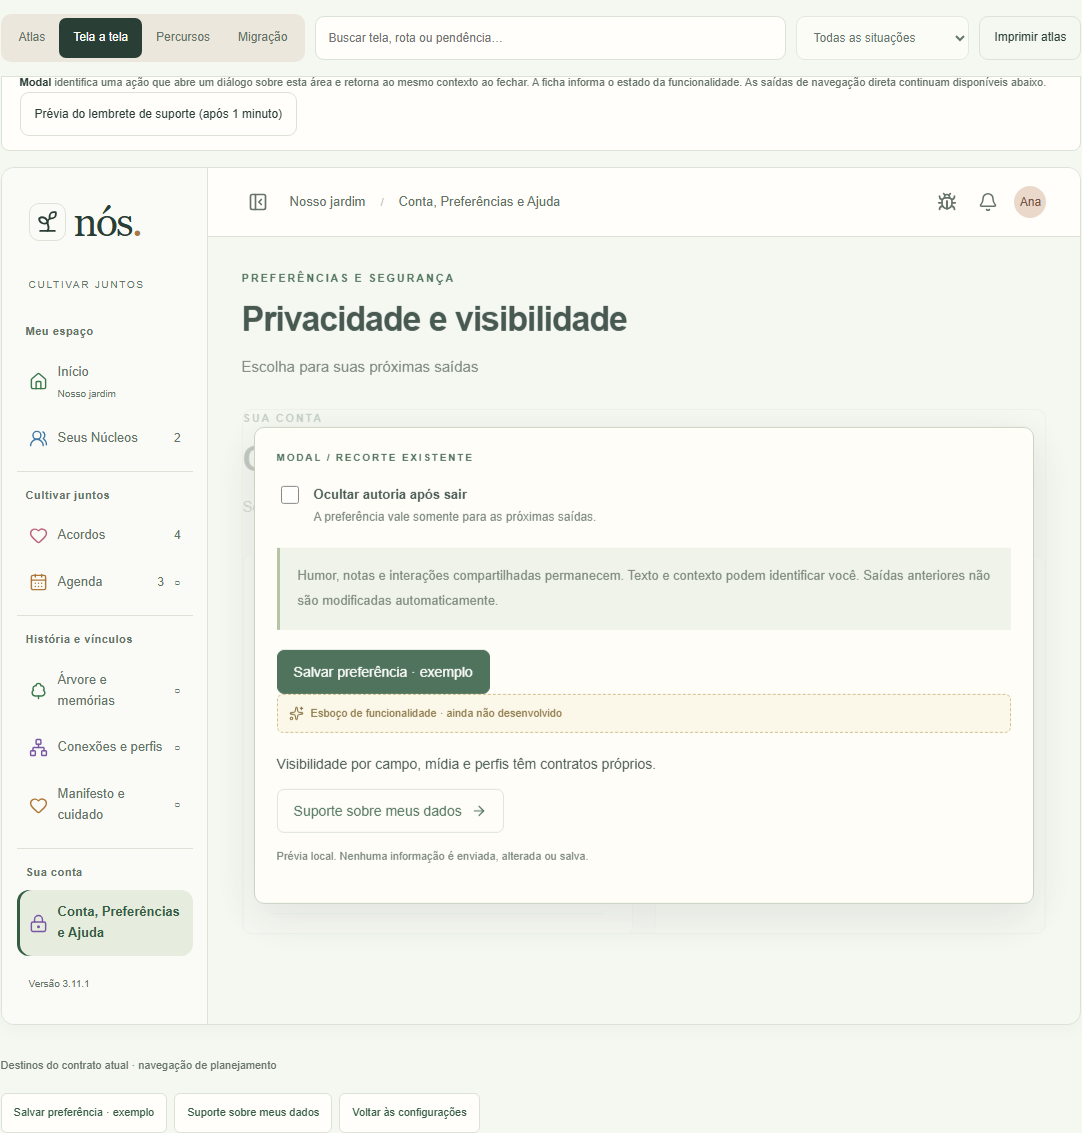 Atlas
Tela a tela
Percursos
Migração
Buscar tela, rota ou pendência...
Todas as situações
Imprimir atlas
Modal identifica uma ação que abre um diálogo sobre esta área e retorna ao mesmo contexto ao fechar. A ficha informa o estado da funcionalidade. As saídas de navegação direta continuam disponíveis abaixo.
Prévia do lembrete de suporte (após 1 minuto)
nós.
CULTIVAR JUNTOS
Meu espaço
Início
Nosso jardim
Seus Núcleos 2
Cultivar juntos
Acordos 4
Agenda 3
História e vínculos
Árvore e
memórias
Conexões e perfis
Manifesto e
cuidado
Sua conta
Conta, Preferências
e Ajuda
Versão 3.11.1
Nosso jardim / Conta, Preferências e Ajuda
Ana
PREFERÊNCIAS E SEGURANÇA
Privacidade e visibilidade
Escolha para suas próximas saídas
SUA CONTA
MODAL / RECORTE EXISTENTE
Ocultar autoria após sair
A preferência vale somente para as próximas saídas.
Humor, notas e interações compartilhadas permanecem. Texto e contexto podem identificar você. Saídas anteriores não
são modificadas automaticamente.
Salvar preferência · exemplo
Esboço de funcionalidade · ainda não desenvolvido
Visibilidade por campo, mídia e perfis têm contratos próprios.
Suporte sobre meus dados
Prévia local. Nenhuma informação é enviada, alterada ou salva.
Destinos do contrato atual · navegação de planejamento
Salvar preferência · exemplo
Suporte sobre meus dados
Voltar às configurações